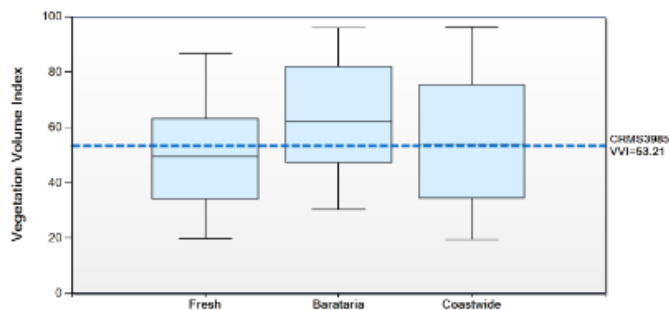 100
80
60
40
20
0
Vegetation Volume Index
CRMS3985
VVI=53.21
Fresh
Barataria
Coastwide